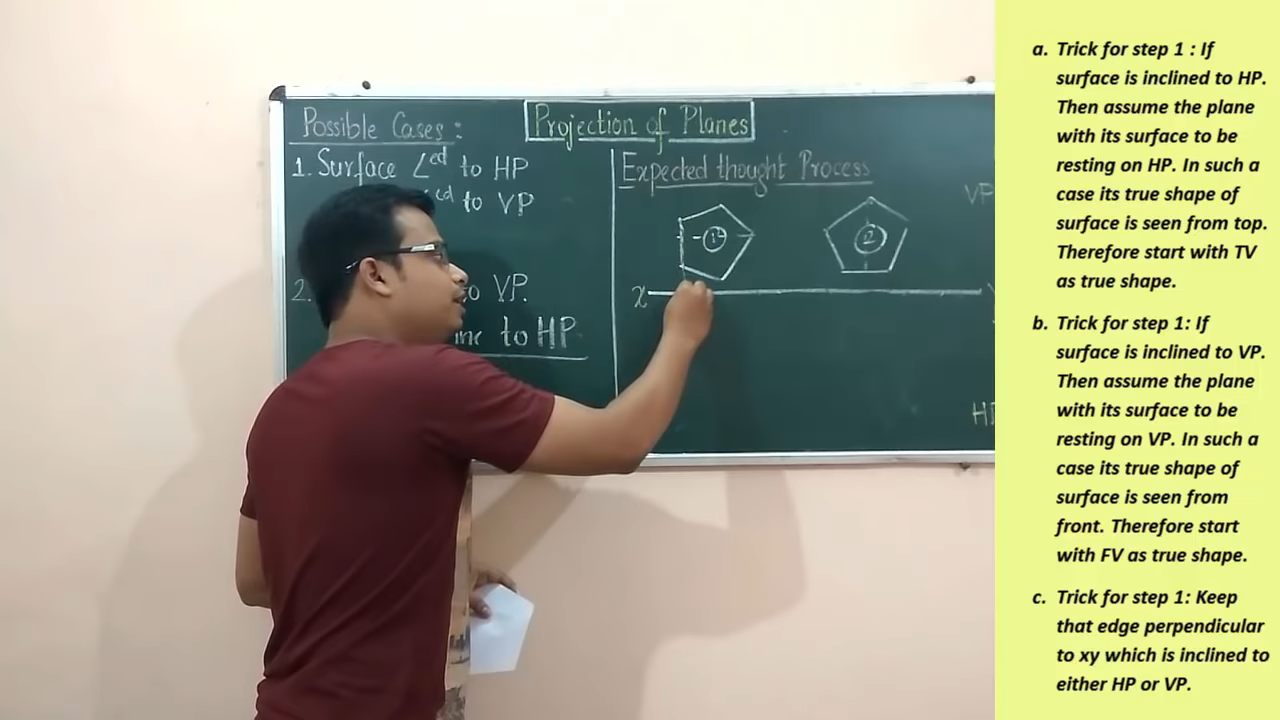 Possible Cases :
1. Surface ∠ed to HP
ed to VP
2.
to VP.
to HP
Projection of Planes
Expected thought Process
VP
1
2
X
a. Trick for step 1 : If
surface is inclined to HP.
Then assume the plane
with its surface to be
resting on HP. In such a
case its true shape of
surface is seen from top.
Therefore start with TV
as true shape.
b. Trick for step 1: If
surface is inclined to VP.
Then assume the plane
with its surface to be
resting on VP. In such a
case its true shape of
surface is seen from
front. Therefore start
with FV as true shape.
c. Trick for step 1: Keep
that edge perpendicular
to xy which is inclined to
either HP or VP.